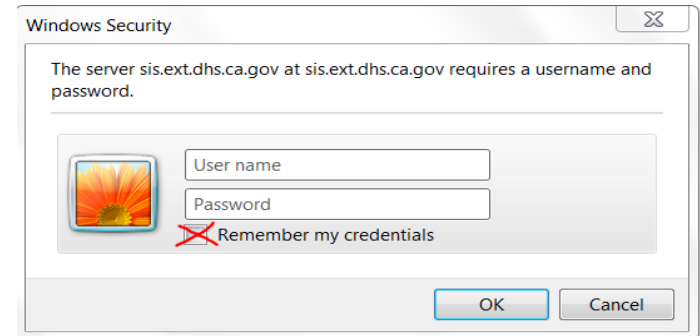 Windows Security
The server sis.ext.dhs.ca.gov at sis.ext.dhs.ca.gov requires a username and
password.
User name
Password
Remember my credentials
OK
Cancel